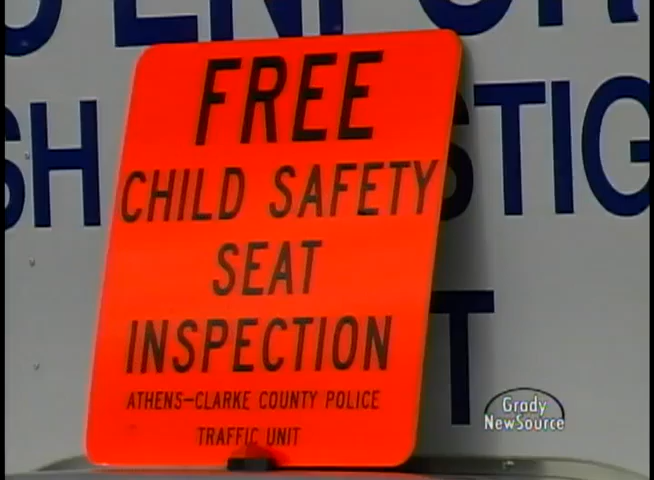 FREE
CHILD SAFETY
SEAT
INSPECTION
ATHENS-CLARKE COUNTY POLICE
TRAFFIC UNIT
Grady
NewSource